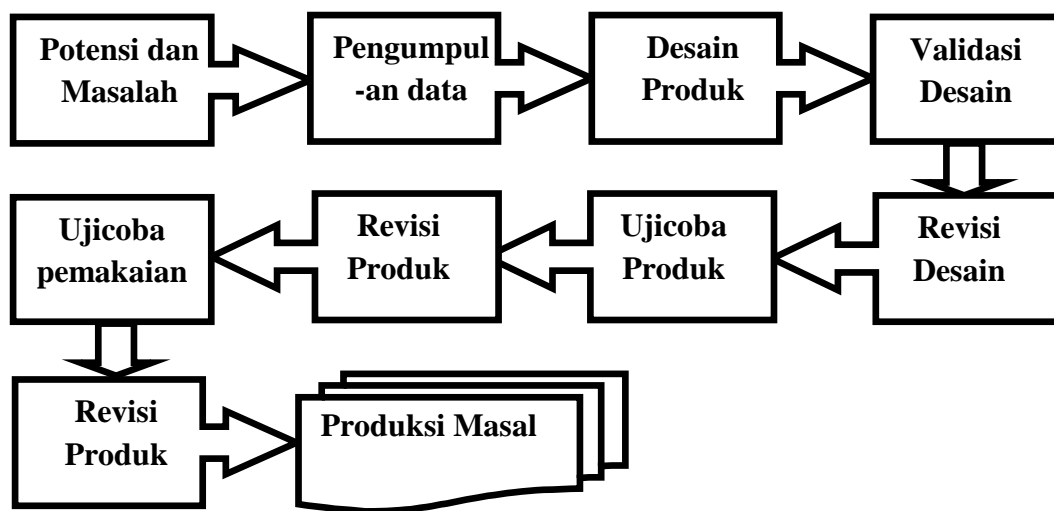 Potensi dan
Masalah
Pengumpul
-an data
Desain
Produk
Validasi
Desain
Revisi
Desain
Ujicoba
Produk
Revisi
Produk
Ujicoba
pemakaian
Revisi
Produk
Produksi Masal